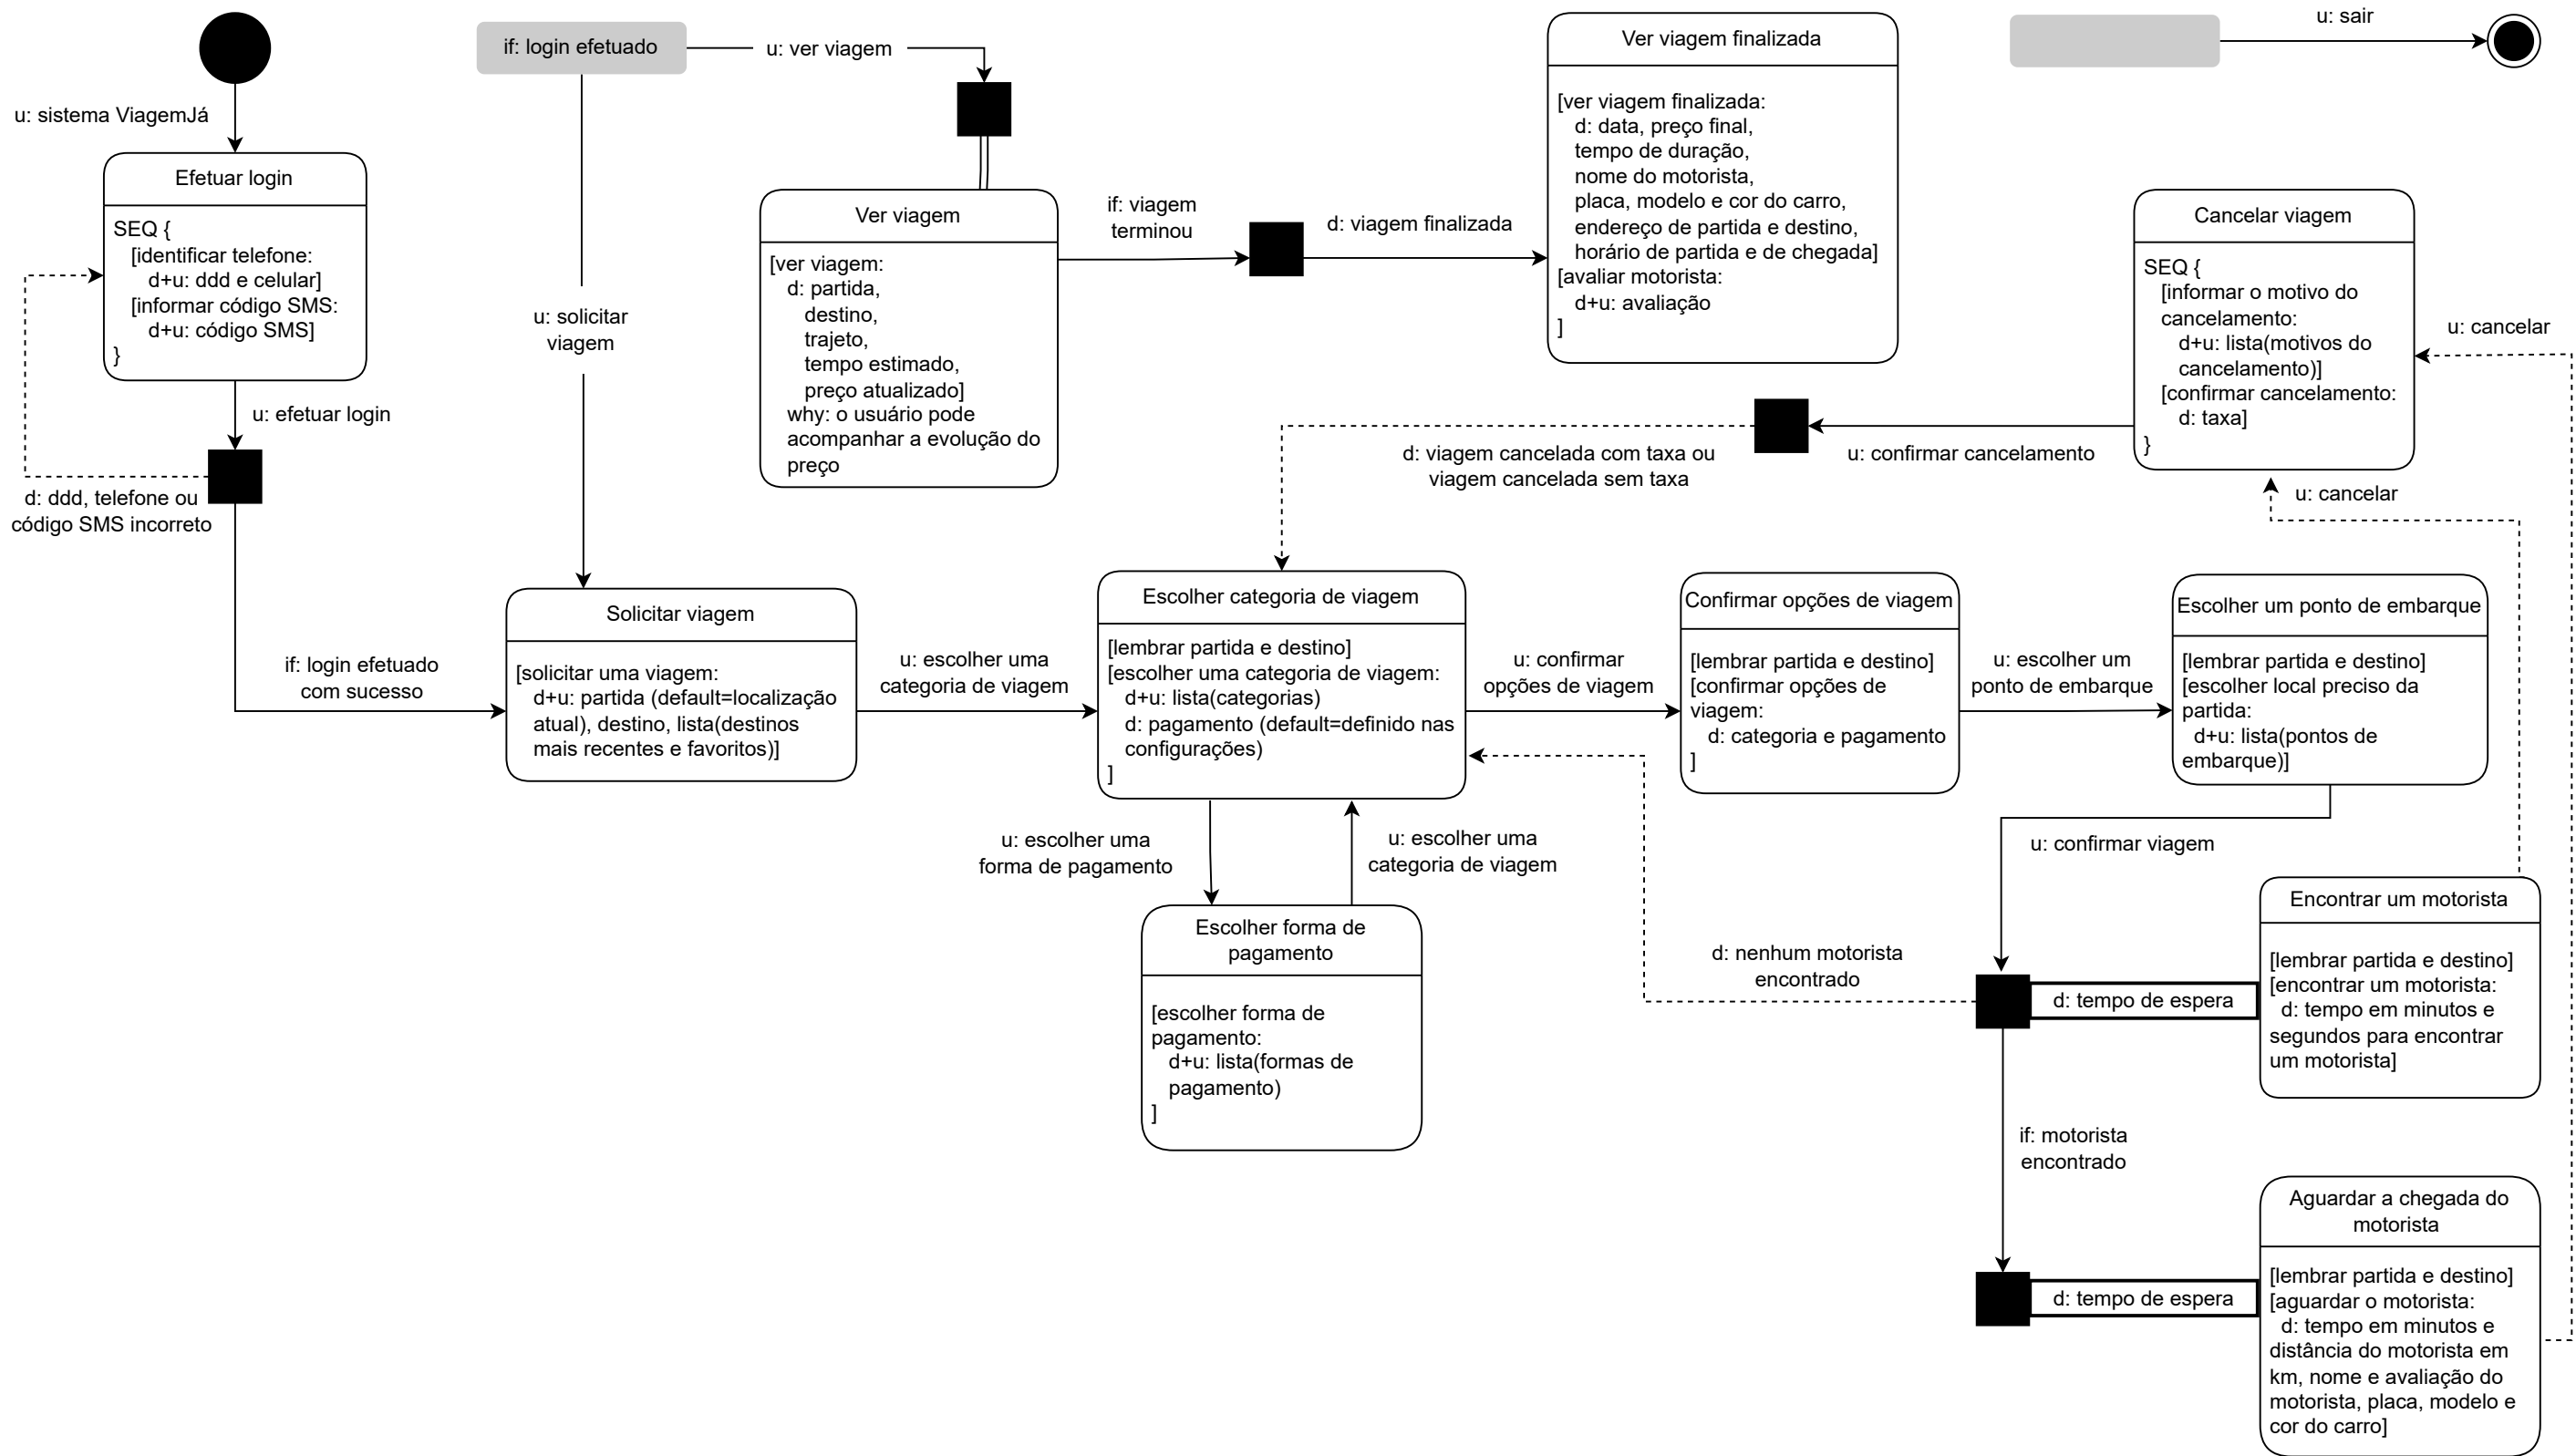 u: sistema ViagemJá
Efetuar login
SEQ {
[identificar telefone:
d+u: ddd e celular]
[informar código SMS:
d+u: código SMS]
}
u: efetuar login
d: ddd, telefone ou
código SMS incorreto
if: login efetuado
com sucesso
if: login efetuado
u: ver viagem
u: solicitar
viagem
Ver viagem
[ver viagem:
d: partida,
destino,
trajeto,
tempo estimado,
preço atualizado]
why: o usuário pode
acompanhar a evolução do
preço
if: viagem
terminou
d: viagem finalizada
Ver viagem finalizada
[ver viagem finalizada:
d: data, preço final,
tempo de duração,
nome do motorista,
placa, modelo e cor do carro,
endereço de partida e destino,
horário de partida e de chegada]
[avaliar motorista:
d+u: avaliação
]
u: sair
Cancelar viagem
SEQ {
[informar o motivo do
cancelamento:
d+u: lista(motivos do
cancelamento)]
[confirmar cancelamento:
d: taxa]
}
u: cancelar
u: confirmar cancelamento
d: viagem cancelada com taxa ou
viagem cancelada sem taxa
u: cancelar
Solicitar viagem
[solicitar uma viagem:
d+u: partida (default=localização
atual), destino, lista(destinos
mais recentes e favoritos)]
u: escolher uma
categoria de viagem
Escolher categoria de viagem
[lembrar partida e destino]
[escolher uma categoria de viagem:
d+u: lista(categorias)
d: pagamento (default=definido nas
configurações)
]
u: confirmar
opções de viagem
Confirmar opções de viagem
[lembrar partida e destino]
[confirmar opções de
viagem:
d: categoria e pagamento
]
u: escolher um
ponto de embarque
Escolher um ponto de embarque
[lembrar partida e destino]
[escolher local preciso da
partida:
d+u: lista(pontos de
embarque)]
u: escolher uma
forma de pagamento
u: escolher uma
categoria de viagem
Escolher forma de
pagamento
[escolher forma de
pagamento:
d+u: lista(formas de
pagamento)
]
u: confirmar viagem
d: nenhum motorista
encontrado
d: tempo de espera
Encontrar um motorista
[lembrar partida e destino]
[encontrar um motorista:
d: tempo em minutos e
segundos para encontrar
um motorista]
if: motorista
encontrado
d: tempo de espera
Aguardar a chegada do
motorista
[lembrar partida e destino]
[aguardar o motorista:
d: tempo em minutos e
distância do motorista em
km, nome e avaliação do
motorista, placa, modelo e
cor do carro]